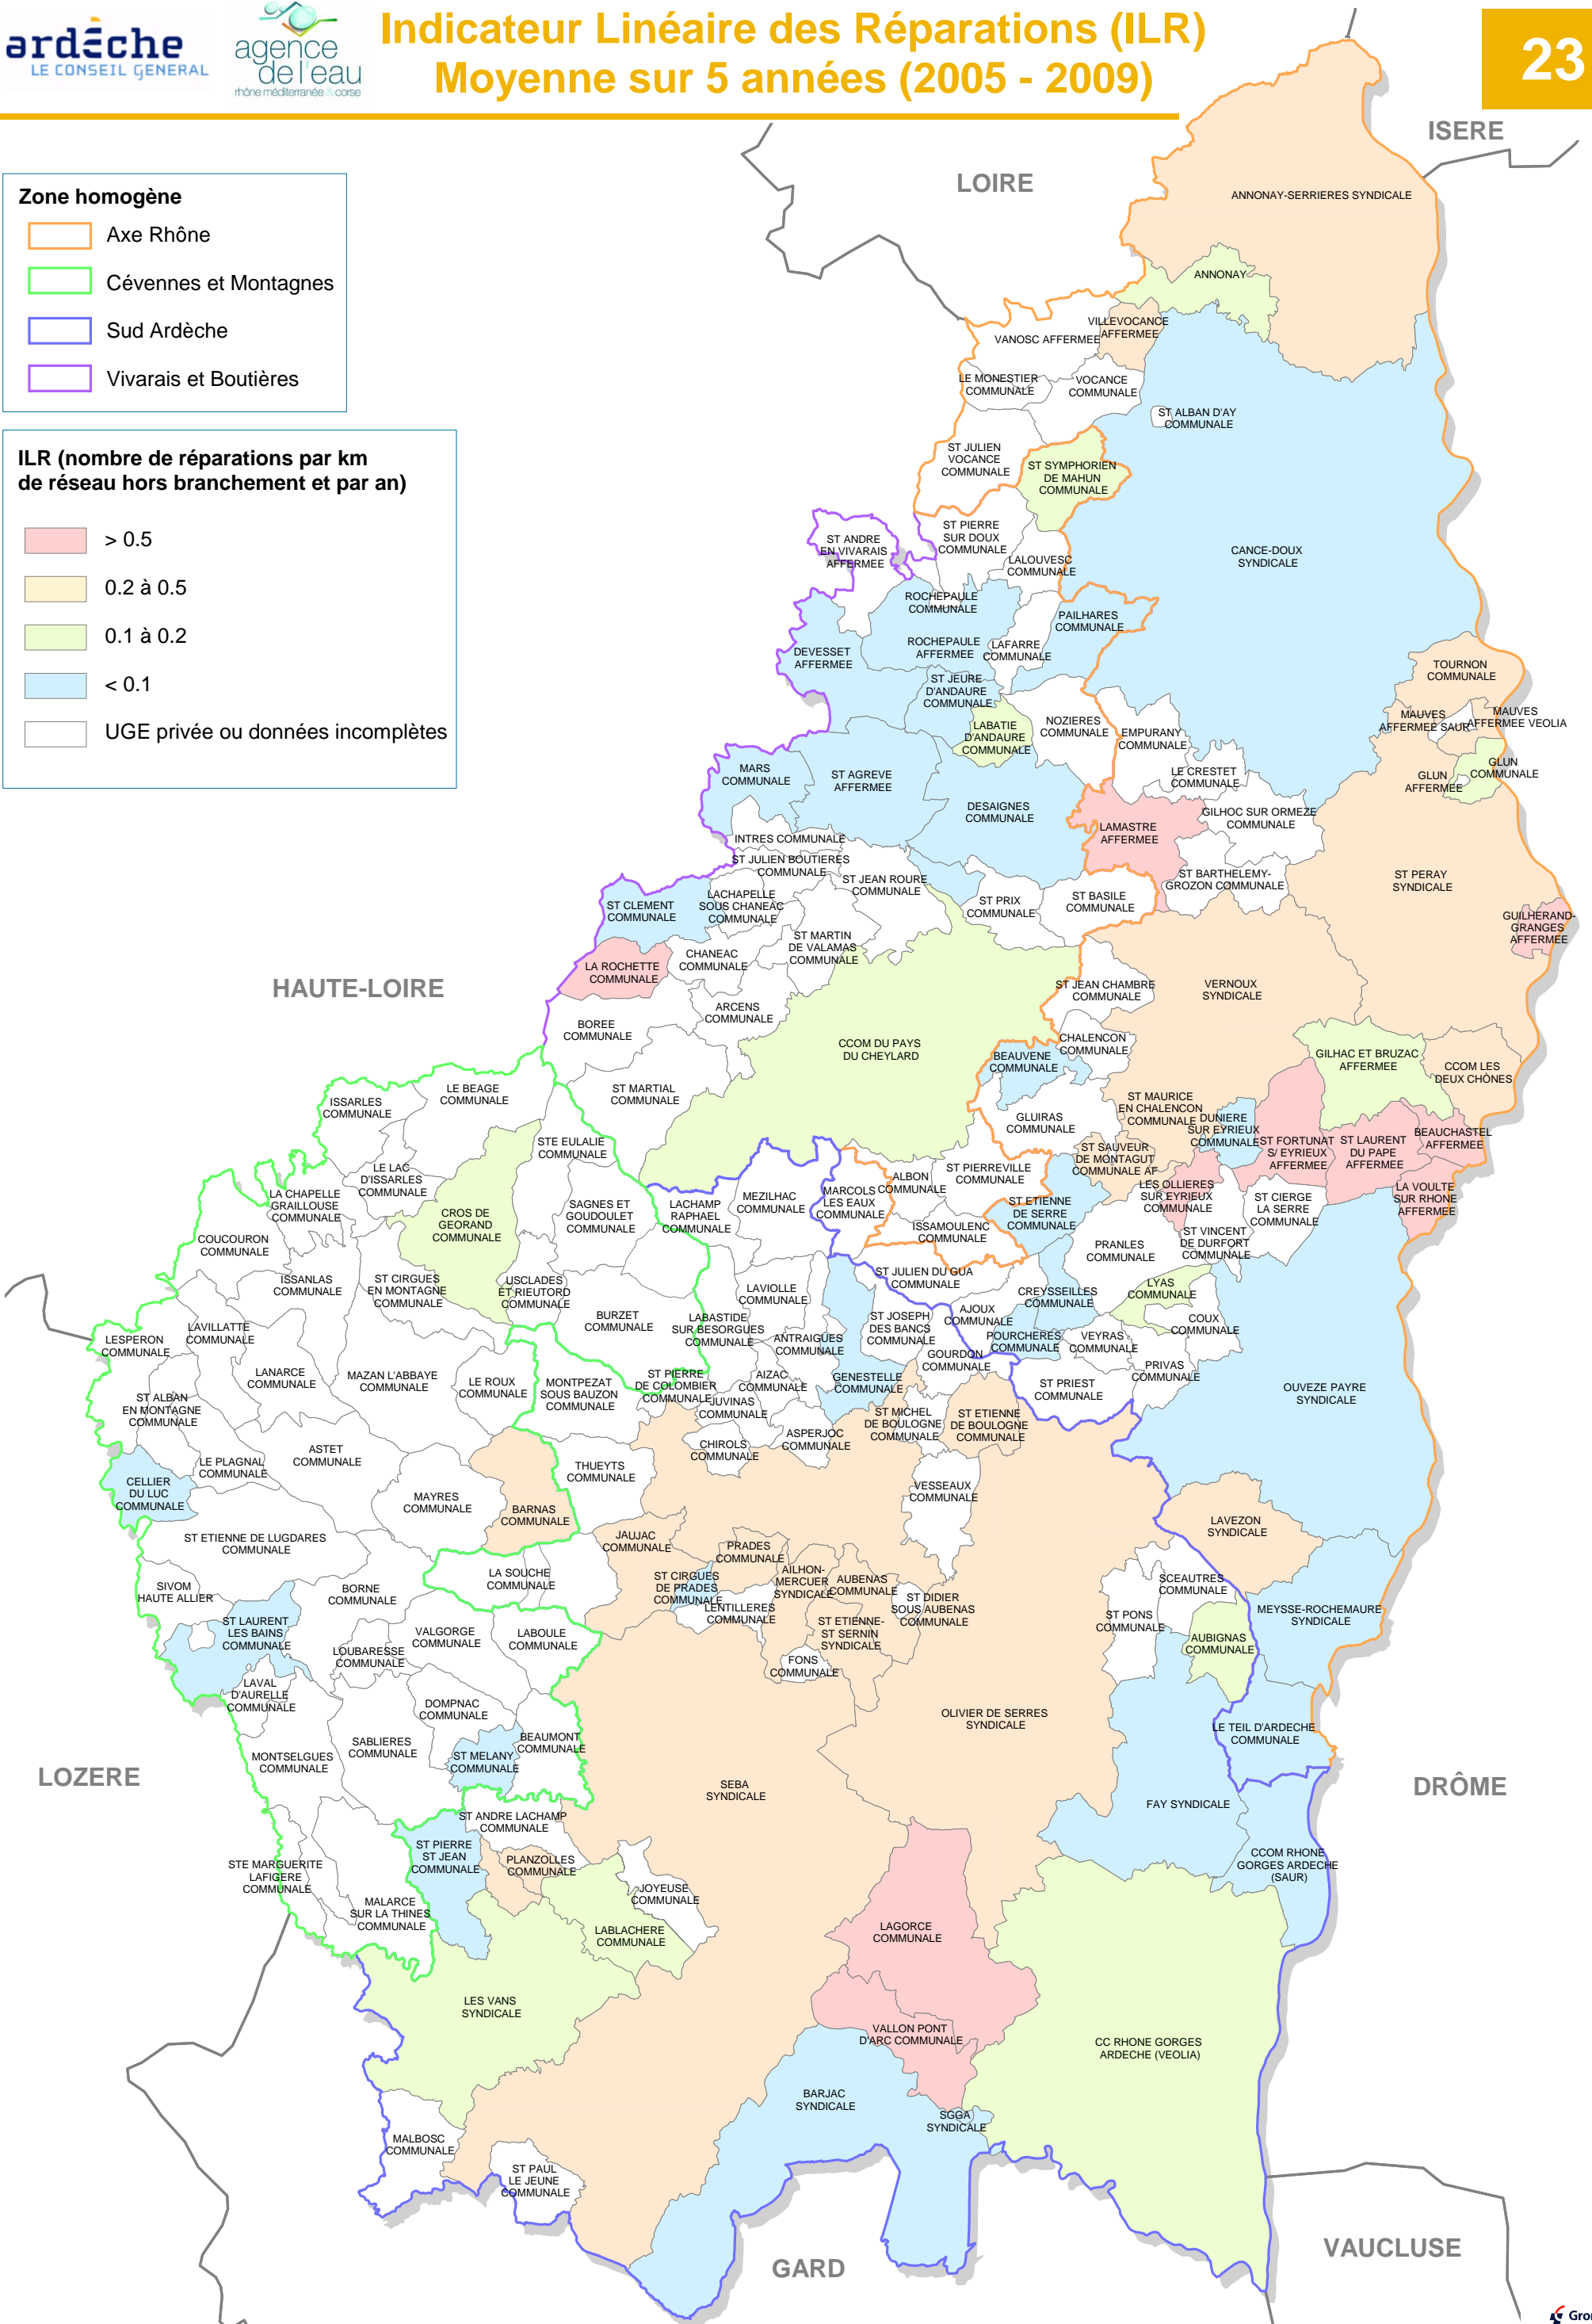 ardèche
LE CONSEIL GENERAL
agence
de l'eau
rhône méditerranée & corse
Indicateur Linéaire des Réparations (ILR)
Moyenne sur 5 années (2005 - 2009)
23
Zone homogène
Axe Rhône
Cévennes et Montagnes
Sud Ardèche
Vivarais et Boutières
ILR (nombre de réparations par km
de réseau hors branchement et par an)
> 0.5
0.2 à 0.5
0.1 à 0.2
< 0.1
UGE privée ou données incomplètes
ISERE
LOIRE
HAUTE-LOIRE
LOZERE
DRÔME
GARD
VAUCLUSE
ANNONAY-SERRIERES SYNDICALE
ANNONAY
VILLEVOCANCE
AFFERMEE
VANOSC AFFERMEE
LE MONESTIER
COMMUNALE
VOCANCE
COMMUNALE
ST ALBAN D'AY
COMMUNALE
ST JULIEN
VOCANCE
COMMUNALE
ST SYMPHORIEN
DE MAHUN
COMMUNALE
ST PIERRE
SUR DOUX
COMMUNALE
ST ANDRE
EN VIVARAIS
AFFERMEE
LALOUVESC
COMMUNALE
CANCE-DOUX
SYNDICALE
ROCHEPAULE
COMMUNALE
PAILHARES
COMMUNALE
ROCHEPAULE
AFFERMEE
LAFARRE
COMMUNALE
DEVESSET
AFFERMEE
ST JEURE
D'ANDAURE
COMMUNALE
TOURNON
COMMUNALE
LABATIE
D'ANDAURE
COMMUNALE
NOZIERES
COMMUNALE
EMPURANY
COMMUNALE
MAUVES
AFFERMEE SAUR
MAUVES
AFFERMEE VEOLIA
GLUN
COMMUNALE
GLUN
AFFERMEE
MARS
COMMUNALE
ST AGREVE
AFFERMEE
LE CRESTET
COMMUNALE
DESAIGNES
COMMUNALE
GILHOC SUR ORMEZE
COMMUNALE
LAMASTRE
AFFERMEE
INTRES COMMUNALE
ST JULIEN BOUTIERES
COMMUNALE
ST JEAN ROURE
COMMUNALE
ST BARTHELEMY-
GROZON COMMUNALE
ST PERAY
SYNDICALE
ST CLEMENT
COMMUNALE
LACHAPELLE
SOUS CHANEAC
COMMUNALE
ST PRIX
COMMUNALE
ST BASILE
COMMUNALE
GUILHERAND-
GRANGES
AFFERMEE
ST MARTIN
DE VALAMAS
COMMUNALE
CHANEAC
COMMUNALE
LA ROCHETTE
COMMUNALE
ST JEAN CHAMBRE
COMMUNALE
VERNOUX
SYNDICALE
ARCENS
COMMUNALE
BOREE
COMMUNALE
CCOM DU PAYS
DU CHEYLARD
CHALENCON
COMMUNALE
BEAUVENE
COMMUNALE
GILHAC ET BRUZAC
AFFERMEE
CCOM LES
DEUX CHÔNES
LE BEAGE
COMMUNALE
ISSARLES
COMMUNALE
ST MARTIAL
COMMUNALE
ST MAURICE
EN CHALENCON
COMMUNALE
GLUIRAS
COMMUNALE
DUNIERE
SUR EYRIEUX
COMMUNALE
ST FORTUNAT
S/ EYRIEUX
AFFERMEE
ST LAURENT
DU PAPE
AFFERMEE
BEAUCHASTEL
AFFERMEE
STE EULALIE
COMMUNALE
ST SAUVEUR
DE MONTAGUT
COMMUNALE AF
LE LAC
D'ISSARLES
COMMUNALE
ALBON
COMMUNALE
ST PIERREVILLE
COMMUNALE
LES OLLIERES
SUR EYRIEUX
COMMUNALE
LA VOULTE
SUR RHONE
AFFERMEE
LA CHAPELLE
GRAILLOUSE
COMMUNALE
CROS DE
GEORAND
COMMUNALE
SAGNES ET
GOUDOULET
COMMUNALE
LACHAMP
RAPHAEL
COMMUNALE
MEZILHAC
COMMUNALE
MARCOLS
LES EAUX
COMMUNALE
ST ETIENNE
DE SERRE
COMMUNALE
ST CIERGE
LA SERRE
COMMUNALE
ISSAMOULENC
COMMUNALE
COUCOURON
COMMUNALE
PRANLES
COMMUNALE
ST VINCENT
DE DURFORT
COMMUNALE
ISSANLAS
COMMUNALE
ST CIRGUES
EN MONTAGNE
COMMUNALE
USCLADES
ET RIEUTORD
COMMUNALE
ST JULIEN DU GUA
COMMUNALE
LAVIOLLE
COMMUNALE
CREYSSEILLES
COMMUNALE
LYAS
COMMUNALE
AJOUX
COMMUNALE
BURZET
COMMUNALE
LABASTIDE
SUR BESORGUES
COMMUNALE
ST JOSEPH
DES BANCS
COMMUNALE
COUX
COMMUNALE
LESPERON
COMMUNALE
LAVILLATTE
COMMUNALE
ANTRAIGUES
COMMUNALE
POURCHERES
COMMUNALE
VEYRAS
COMMUNALE
GOURDON
COMMUNALE
PRIVAS
COMMUNALE
LANARCE
COMMUNALE
MAZAN L'ABBAYE
COMMUNALE
LE ROUX
COMMUNALE
MONTPEZAT
SOUS BAUZON
COMMUNALE
ST PIERRE
DE COLOMBIER
COMMUNALE
AIZAC
COMMUNALE
GENESTELLE
COMMUNALE
ST PRIEST
COMMUNALE
OUVEZE PAYRE
SYNDICALE
ST ALBAN
EN MONTAGNE
COMMUNALE
JUVINAS
COMMUNALE
ST MICHEL
DE BOULOGNE
COMMUNALE
ST ETIENNE
DE BOULOGNE
COMMUNALE
ASPERJOC
COMMUNALE
CHIROLS
COMMUNALE
ASTET
COMMUNALE
LE PLAGNAL
COMMUNALE
THUEYTS
COMMUNALE
CELLIER
DU LUC
COMMUNALE
VESSEAUX
COMMUNALE
MAYRES
COMMUNALE
BARNAS
COMMUNALE
LAVEZON
SYNDICALE
ST ETIENNE DE LUGDARES
COMMUNALE
JAUJAC
COMMUNALE
PRADES
COMMUNALE
AILHON-
MERCUER
SYNDICALE
AUBENAS
COMMUNALE
ST CIRGUES
DE PRADES
COMMUNALE
LA SOUCHE
COMMUNALE
SCEAUTRES
COMMUNALE
SIVOM
HAUTE ALLIER
BORNE
COMMUNALE
ST DIDIER
SOUS AUBENAS
COMMUNALE
LENTILLERES
COMMUNALE
MEYSSE-ROCHEMAURE
SYNDICALE
ST PONS
COMMUNALE
ST LAURENT
LES BAINS
COMMUNALE
ST ETIENNE-
ST SERNIN
SYNDICALE
VALGORGE
COMMUNALE
LABOULE
COMMUNALE
AUBIGNAS
COMMUNALE
LOUBARESSE
COMMUNALE
FONS
COMMUNALE
LAVAL
D'AURELLE
COMMUNALE
DOMPNAC
COMMUNALE
OLIVIER DE SERRES
SYNDICALE
LE TEIL D'ARDECHE
COMMUNALE
SABLIERES
COMMUNALE
BEAUMONT
COMMUNALE
MONTSELGUES
COMMUNALE
ST MELANY
COMMUNALE
SEBA
SYNDICALE
FAY SYNDICALE
ST ANDRE LACHAMP
COMMUNALE
ST PIERRE
ST JEAN
COMMUNALE
PLANZOLLES
COMMUNALE
CCOM RHONE
GORGES ARDECHE
(SAUR)
STE MARGUERITE
LAFIGERE
COMMUNALE
JOYEUSE
COMMUNALE
MALARCE
SUR LA THINES
COMMUNALE
LABLACHERE
COMMUNALE
LAGORCE
COMMUNALE
LES VANS
SYNDICALE
VALLON PONT
D'ARC COMMUNALE
CC RHONE GORGES
ARDECHE (VEOLIA)
BARJAC
SYNDICALE
SGGA
SYNDICALE
MALBOSC
COMMUNALE
ST PAUL
LE JEUNE
COMMUNALE